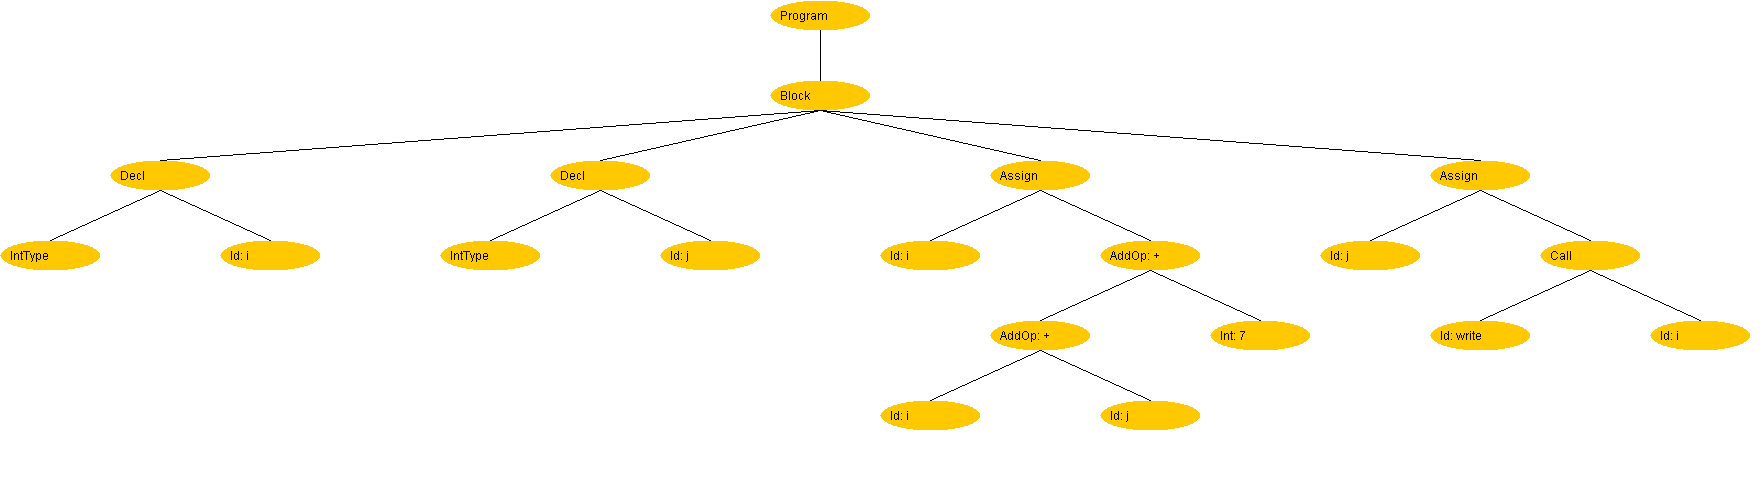 Program
Block
Decl
Decl
Assign
Assign
IntType
Id: i
IntType
Id: j
Id: i
AddOp: +
Id: j
Call
AddOp: +
Int: 7
Id: write
Id: i
Id: i
Id: j